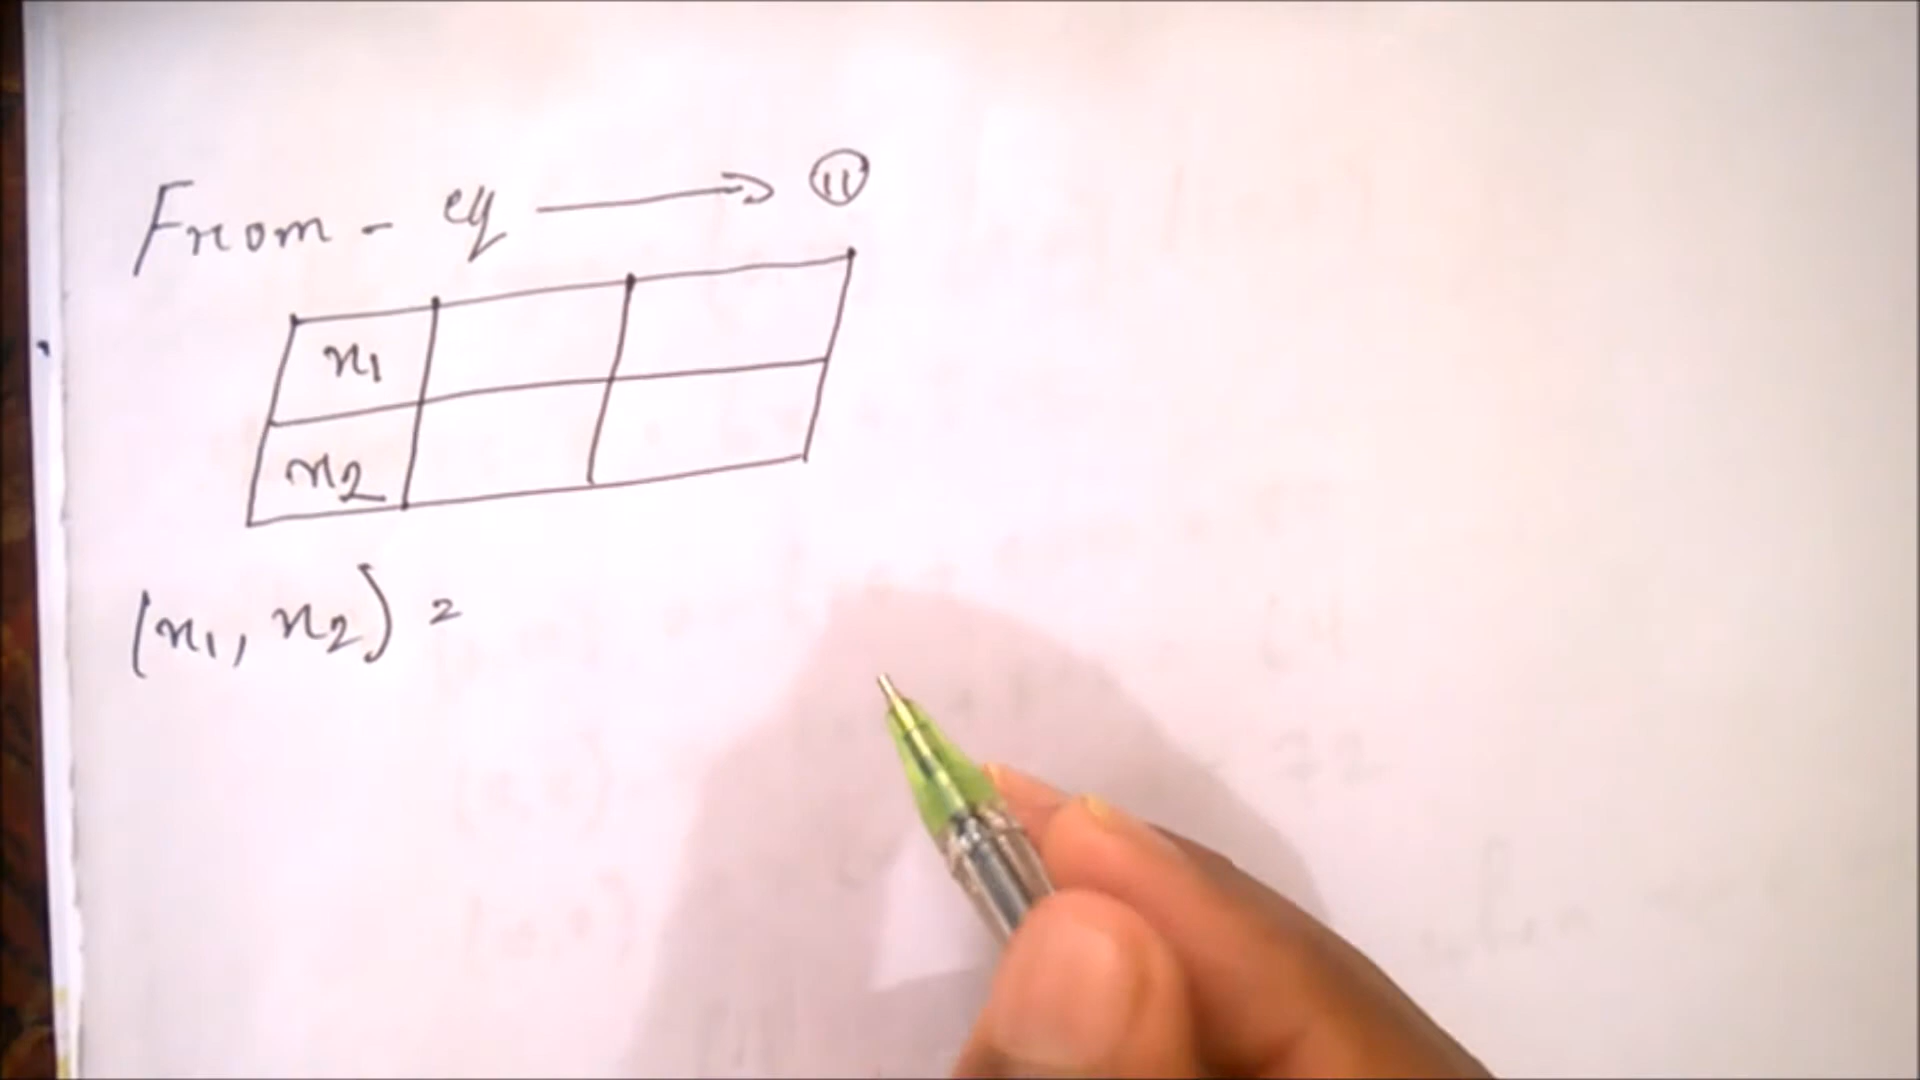 From - eq → 11
x1
x2
(x1, x2) =